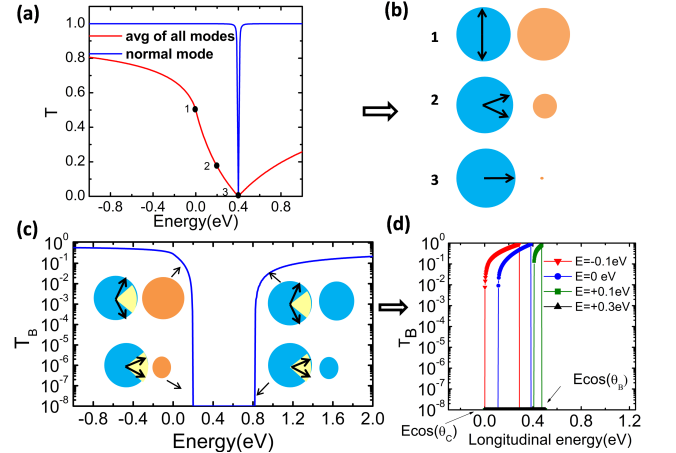 (a)
T
1.0
0.8
0.6
0.4
0.2
0.0
avg of all modes
normal mode
1
2
3
-0.8 -0.4 0.0 0.4 0.8
Energy(eV)
(b)
1
2
3
(c)
T_B
10^0
10^-1
10^-2
10^-3
10^-4
10^-5
10^-6
10^-7
10^-8
-1.0 -0.4 0.2 0.8 1.4 2.0
Energy(eV)
(d)
T_B
10^0
10^-1
10^-2
10^-3
10^-4
10^-5
10^-6
10^-7
10^-8
E=-0.1eV
E=0 eV
E=+0.1eV
E=+0.3eV
Ecos(θ_B)
Ecos(θ_C)
0.0 0.4 0.8 1.2
Longitudinal energy(eV)